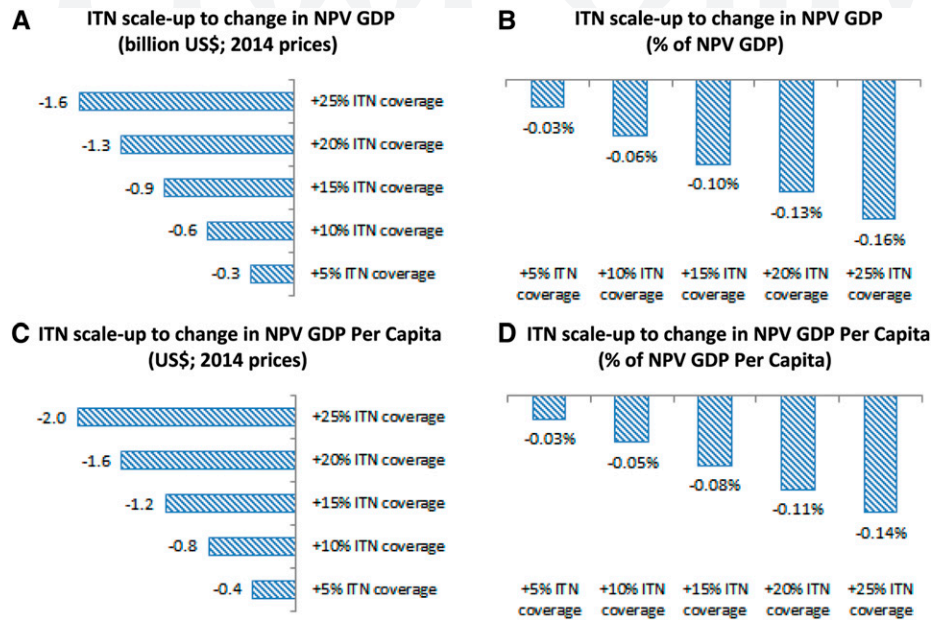 A ITN scale-up to change in NPV GDP
(billion US$; 2014 prices)
-1.6 +25% ITN coverage
-1.3 +20% ITN coverage
-0.9 +15% ITN coverage
-0.6 +10% ITN coverage
-0.3 +5% ITN coverage
B ITN scale-up to change in NPV GDP
(% of NPV GDP)
-0.03%
-0.06%
-0.10%
-0.13%
-0.16%
+5% ITN +10% ITN +15% ITN +20% ITN +25% ITN
coverage coverage coverage coverage coverage
C ITN scale-up to change in NPV GDP Per Capita
(US$; 2014 prices)
-2.0 +25% ITN coverage
-1.6 +20% ITN coverage
-1.2 +15% ITN coverage
-0.8 +10% ITN coverage
-0.4 +5% ITN coverage
D ITN scale-up to change in NPV GDP Per Capita
(% of NPV GDP Per Capita)
-0.03%
-0.05%
-0.08%
-0.11%
-0.14%
+5% ITN +10% ITN +15% ITN +20% ITN +25% ITN
coverage coverage coverage coverage coverage